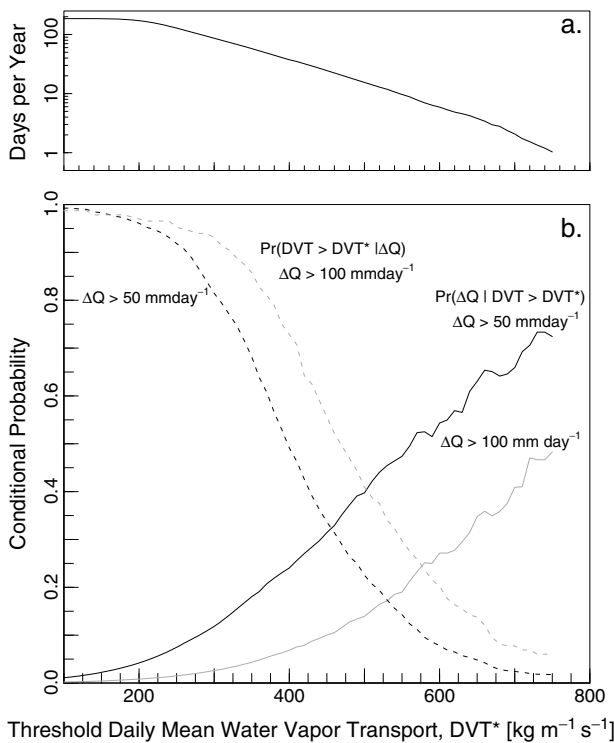 a.
Days per Year
100
10
1
b.
Conditional Probability
1.0
0.8
0.6
0.4
0.2
0.0
Pr(DVT > DVT* |ΔQ)
ΔQ > 100 mmday⁻¹
ΔQ > 50 mmday⁻¹
Pr(ΔQ | DVT > DVT*)
ΔQ > 50 mmday⁻¹
ΔQ > 100 mm day⁻¹
200
400
600
800
Threshold Daily Mean Water Vapor Transport, DVT* [kg m⁻¹ s⁻¹]